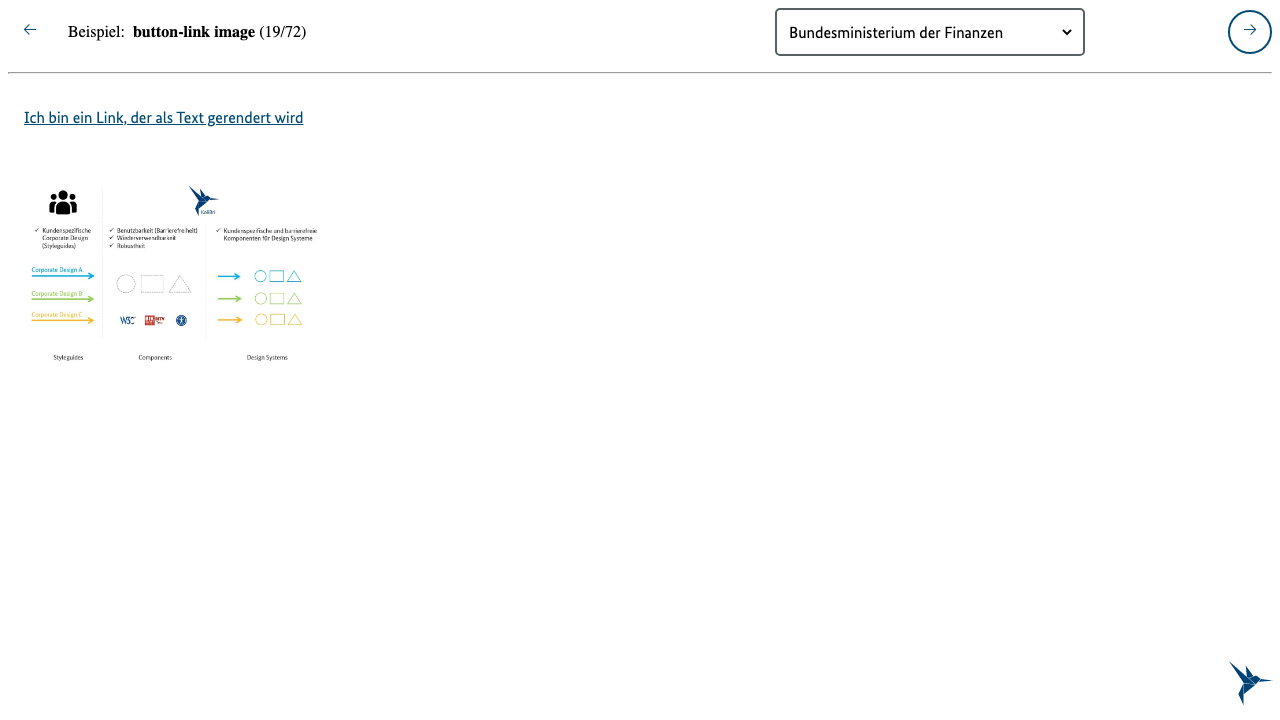 Beispiel: button-link image (19/72)
Bundesministerium der Finanzen
Ich bin ein Link, der als Text gerendert wird
KoliBri
✓ Kundenspezifische
Corporate Design
(Styleguides)
✓ Benutzbarkeit (Barrierefreiheit)
✓ Wiederverwendbarkeit
✓ Robustheit
✓ Kundenspezifische und barrierefreie
Komponenten für Design Systeme
Corporate Design A
Corporate Design B
Corporate Design C
W3C
Styleguides
Components
Design Systems